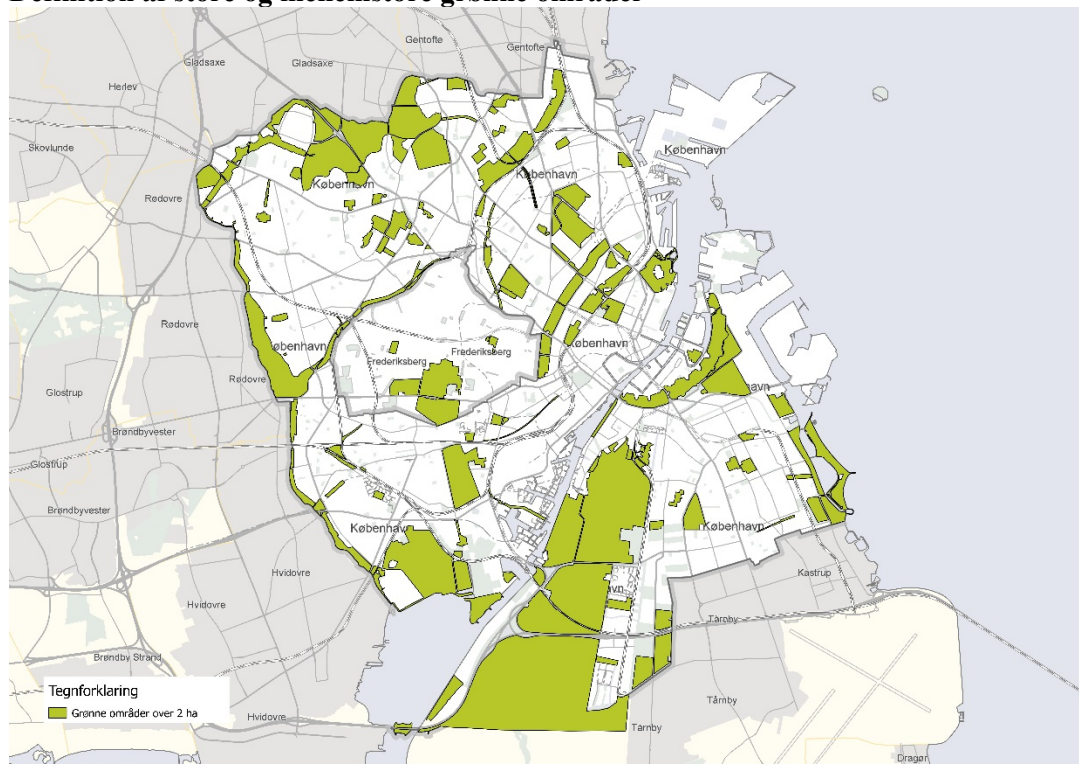 Definition af store og mellemstore grønne områder
Gentofte
Gentofte
Gladsaxe
Gladsaxe
Herlev
Skovlunde
København
København
København
Rødovre
Rødovre
København
København
Frederiksberg
Frederiksberg
Rødovre
Glostrup
havn
Brøndbyvester
Glostrup
Brøndbyvester
København
København
Hvidovre
Kastrup
vn
Hvidovre
Tårnby
Brøndby Strand
Tårnby
Tegnforklaring
Grønne områder over 2 ha
Hvidovre
Tårnby
Dragør